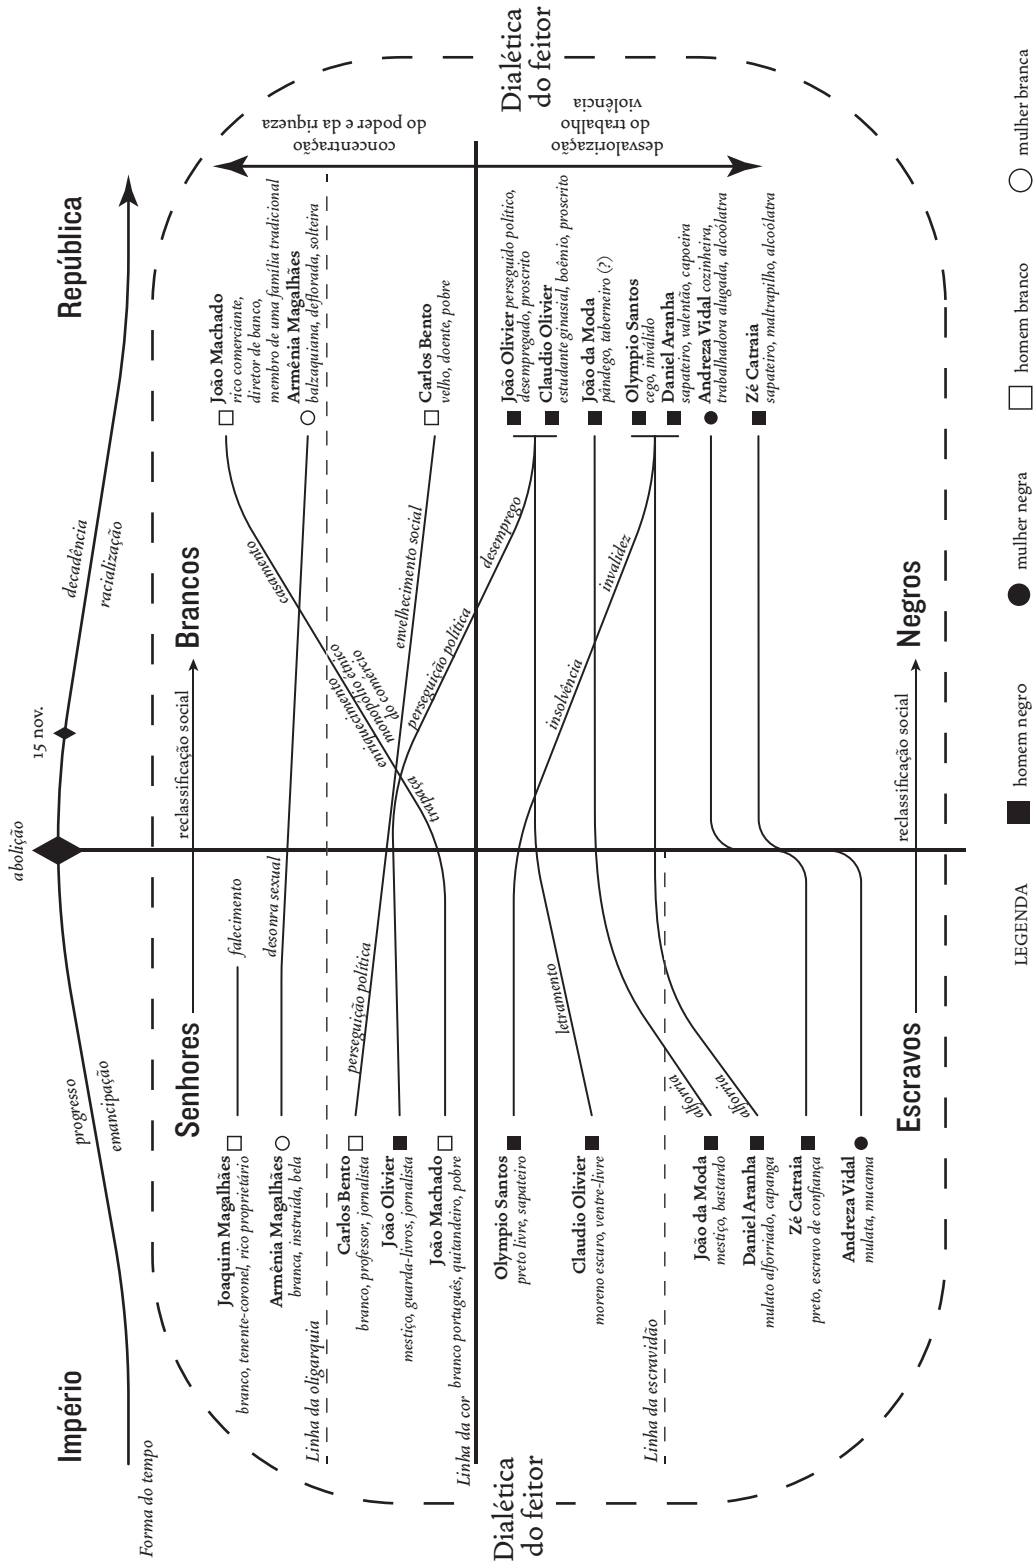 Império
República
Forma do tempo
progresso
emancipação
abolição
15 nov.
decadência
racialização
Dialética
do feitor
Senhores
reclassificação social
Brancos
Joaquim Magalhães
branco, tenente-coronel, rico proprietário
falecimento
Armênia Magalhães
branca, instruída, bela
desonra sexual
Linha da oligarquia
Carlos Bento
branco, professor, jornalista
perseguição política
João Olivier
mestiço, guarda-livros, jornalista
João Machado
branco português, quitandeiro, pobre
Linha da cor
trapaça
enriquecimento
monopólio étnico
do comércio
casamento
envelhecimento social
perseguição política
desemprego
Olympio Santos
preto livre, sapateiro
Claudio Olivier
moreno escuro, ventre-livre
letramento
insolvência
invalidez
Linha da escravidão
João da Moda
mestiço, bastardo
alforria
Daniel Aranha
mulato alforriado, capanga
alforria
Zé Catraia
preto, escravo de confiança
Andreza Vidal
mulata, mucama
Escravos
reclassificação social
Negros
João Machado
rico comerciante,
diretor de banco,
membro de uma família tradicional
Armênia Magalhães
balzaquiana, deflorada, solteira
Carlos Bento
velho, doente, pobre
João Olivier perseguido político,
desempregado, proscrito
Claudio Olivier
estudante ginasial, boêmio, proscrito
João da Moda
pândego, taberneiro (?)
Olympio Santos
cego, inválido
Daniel Aranha
sapateiro, valentão, capoeira
Andreza Vidal cozinheira,
trabalhadora alugada, alcoólatra
Zé Catraia
sapateiro, maltrapilho, alcoólatra
concentração
do poder e da riqueza
desvalorização
do trabalho
violência
Dialética
do feitor
LEGENDA
homem negro
mulher negra
homem branco
mulher branca